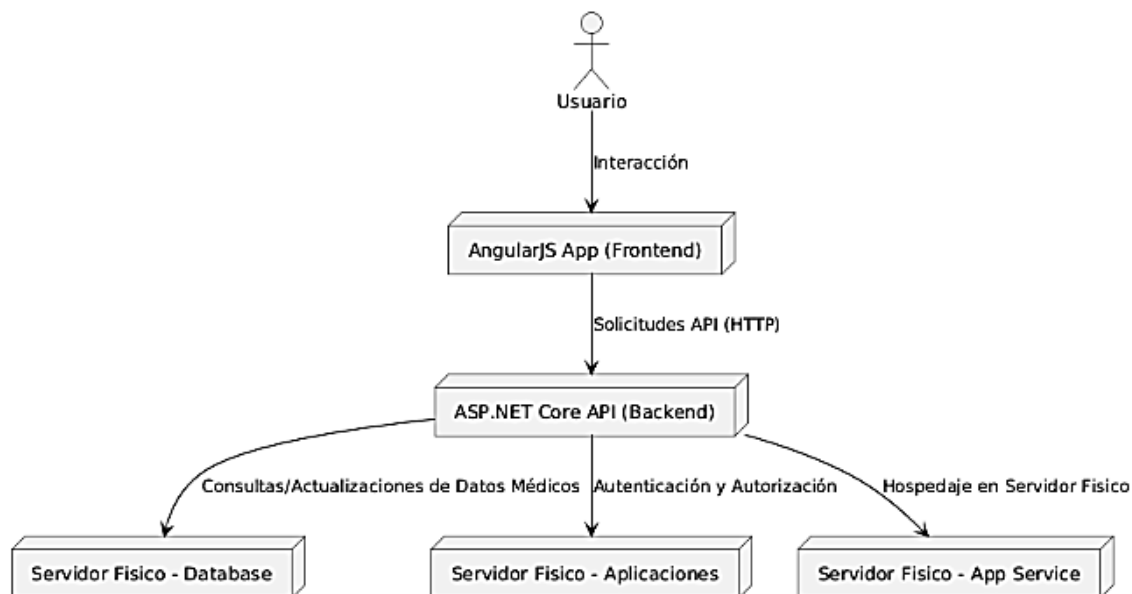 Usuario
Interacción
AngularJS App (Frontend)
Solicitudes API (HTTP)
ASP.NET Core API (Backend)
Consultas/Actualizaciones de Datos Médicos
Autenticación y Autorización
Hospedaje en Servidor Fisico
Servidor Fisico - Database
Servidor Fisico - Aplicaciones
Servidor Fisico - App Service